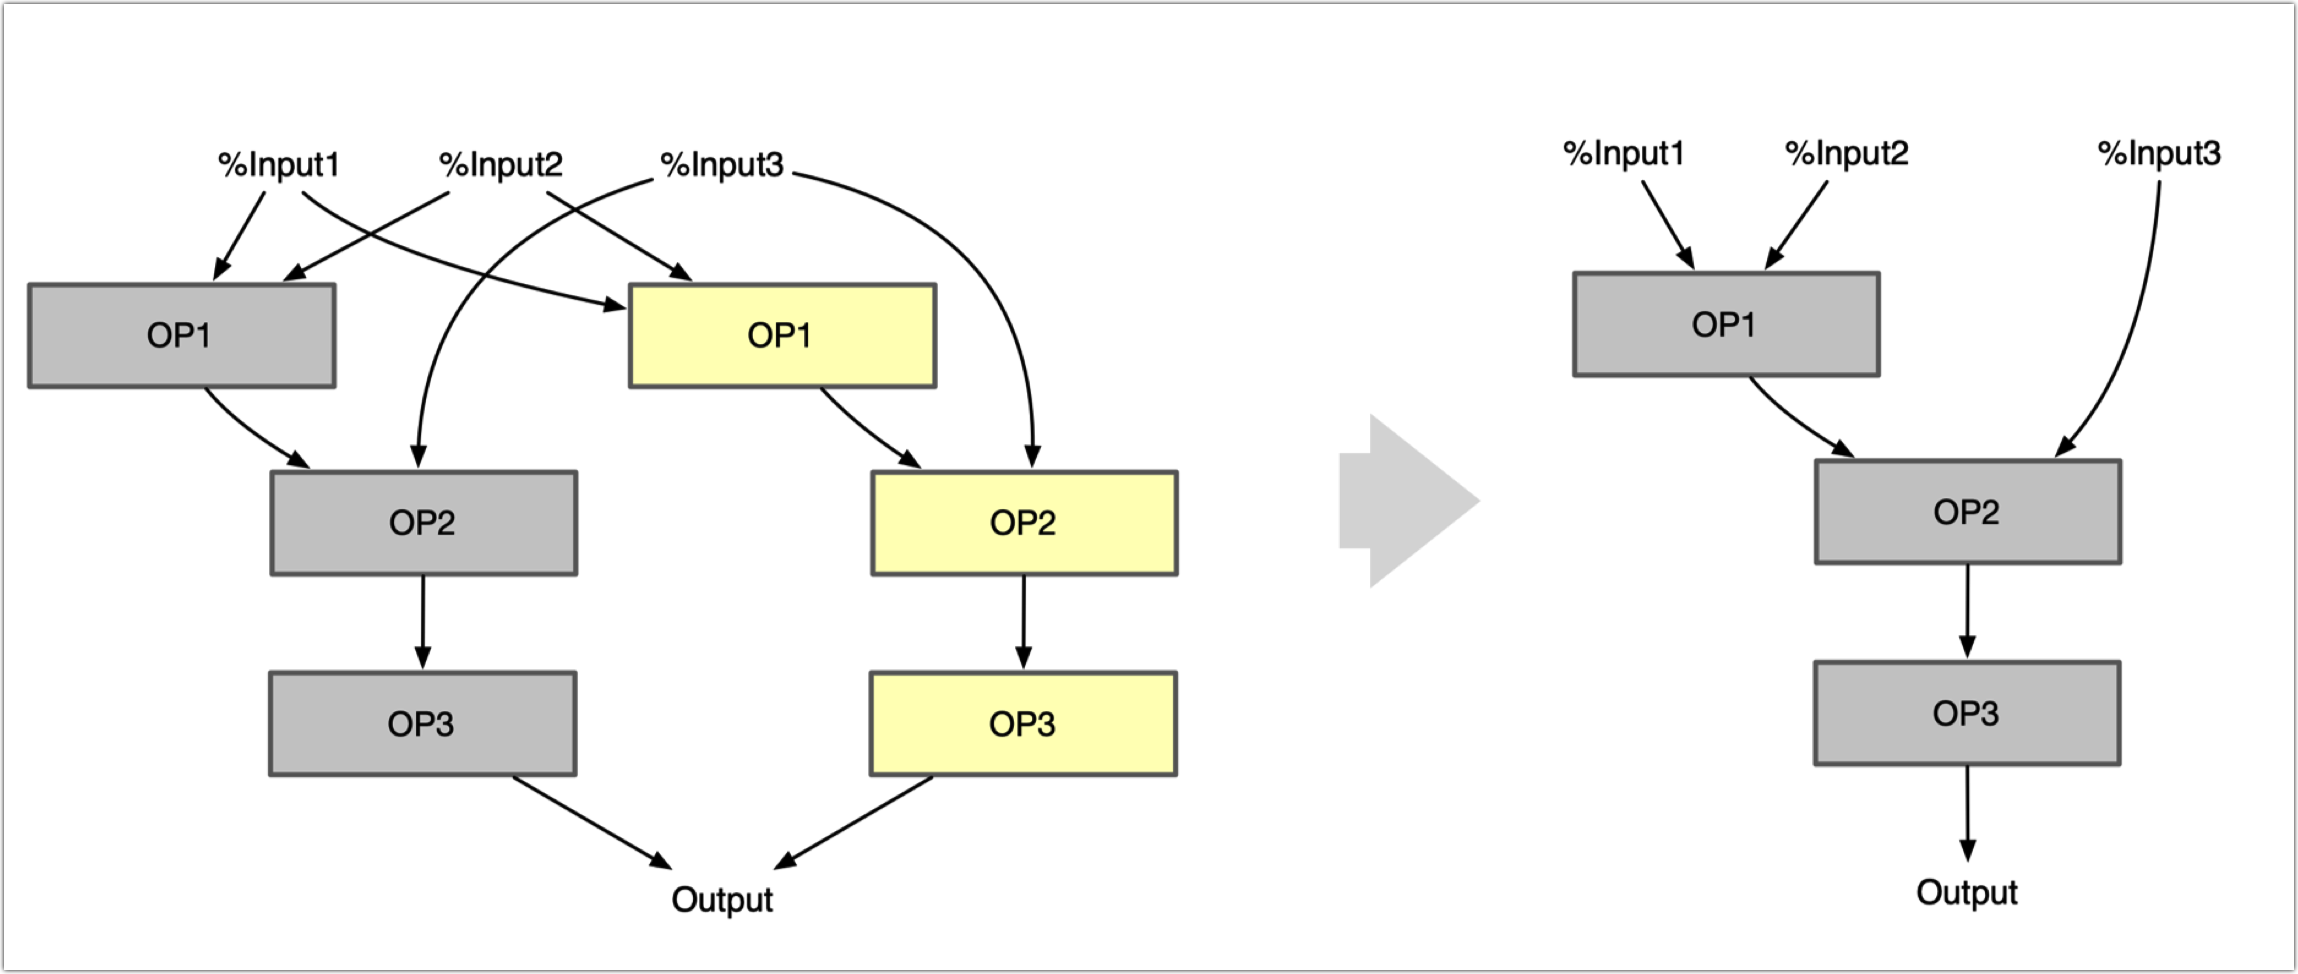 %Input1 %Input2 %Input3
OP1 OP1
OP2 OP2
OP3 OP3
Output
%Input1 %Input2 %Input3
OP1
OP2
OP3
Output